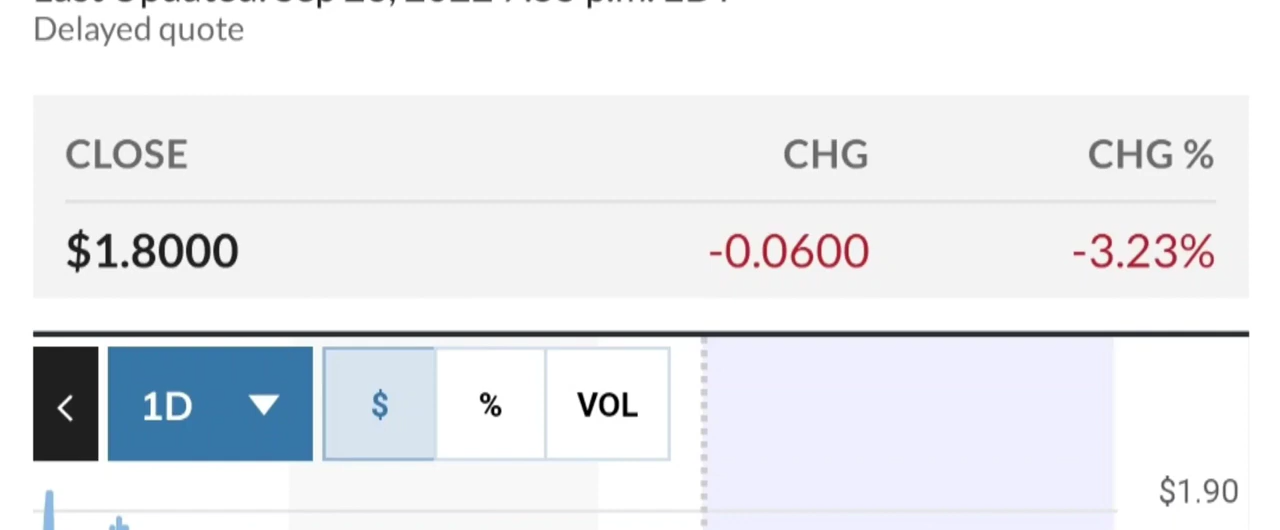 Delayed quote
CLOSE CHG CHG %
$1.8000 -0.0600 -3.23%
1D $ % VOL
$1.90